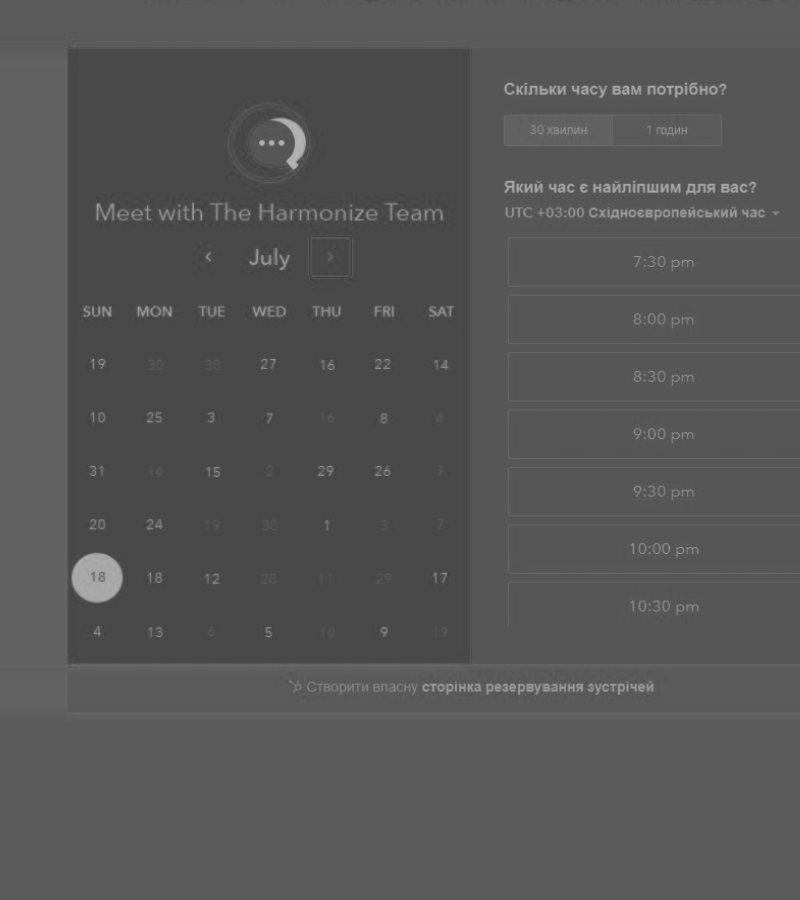 Meet with The Harmonize Team
July
SUN MON TUE WED THU FRI SAT
19 30 30 27 16 22 14
10 25 3 7 16 8 4
31 14 15 2 29 26 7
20 24 19 30 1 3 7
18 18 12 28 11 29 17
4 13 6 5 10 9 19
Скільки часу вам потрібно?
30 хвилин 1 годин
Який час є найліпшим для вас?
UTC +03:00 Східноєвропейський час
7:30 pm
8:00 pm
8:30 pm
9:00 pm
9:30 pm
10:00 pm
10:30 pm
Створити власну сторінка резервування зустрічей